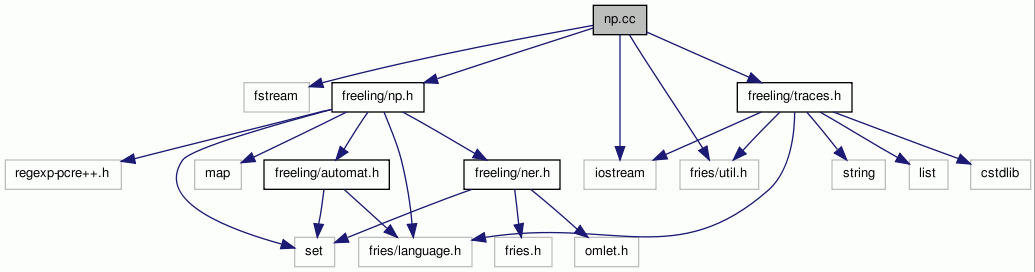 np.cc
fstream
freeling/np.h
freeling/traces.h
regexp-pcre++.h
map
freeling/automat.h
freeling/ner.h
iostream
fries/util.h
string
list
cstdlib
set
fries/language.h
fries.h
omlet.h